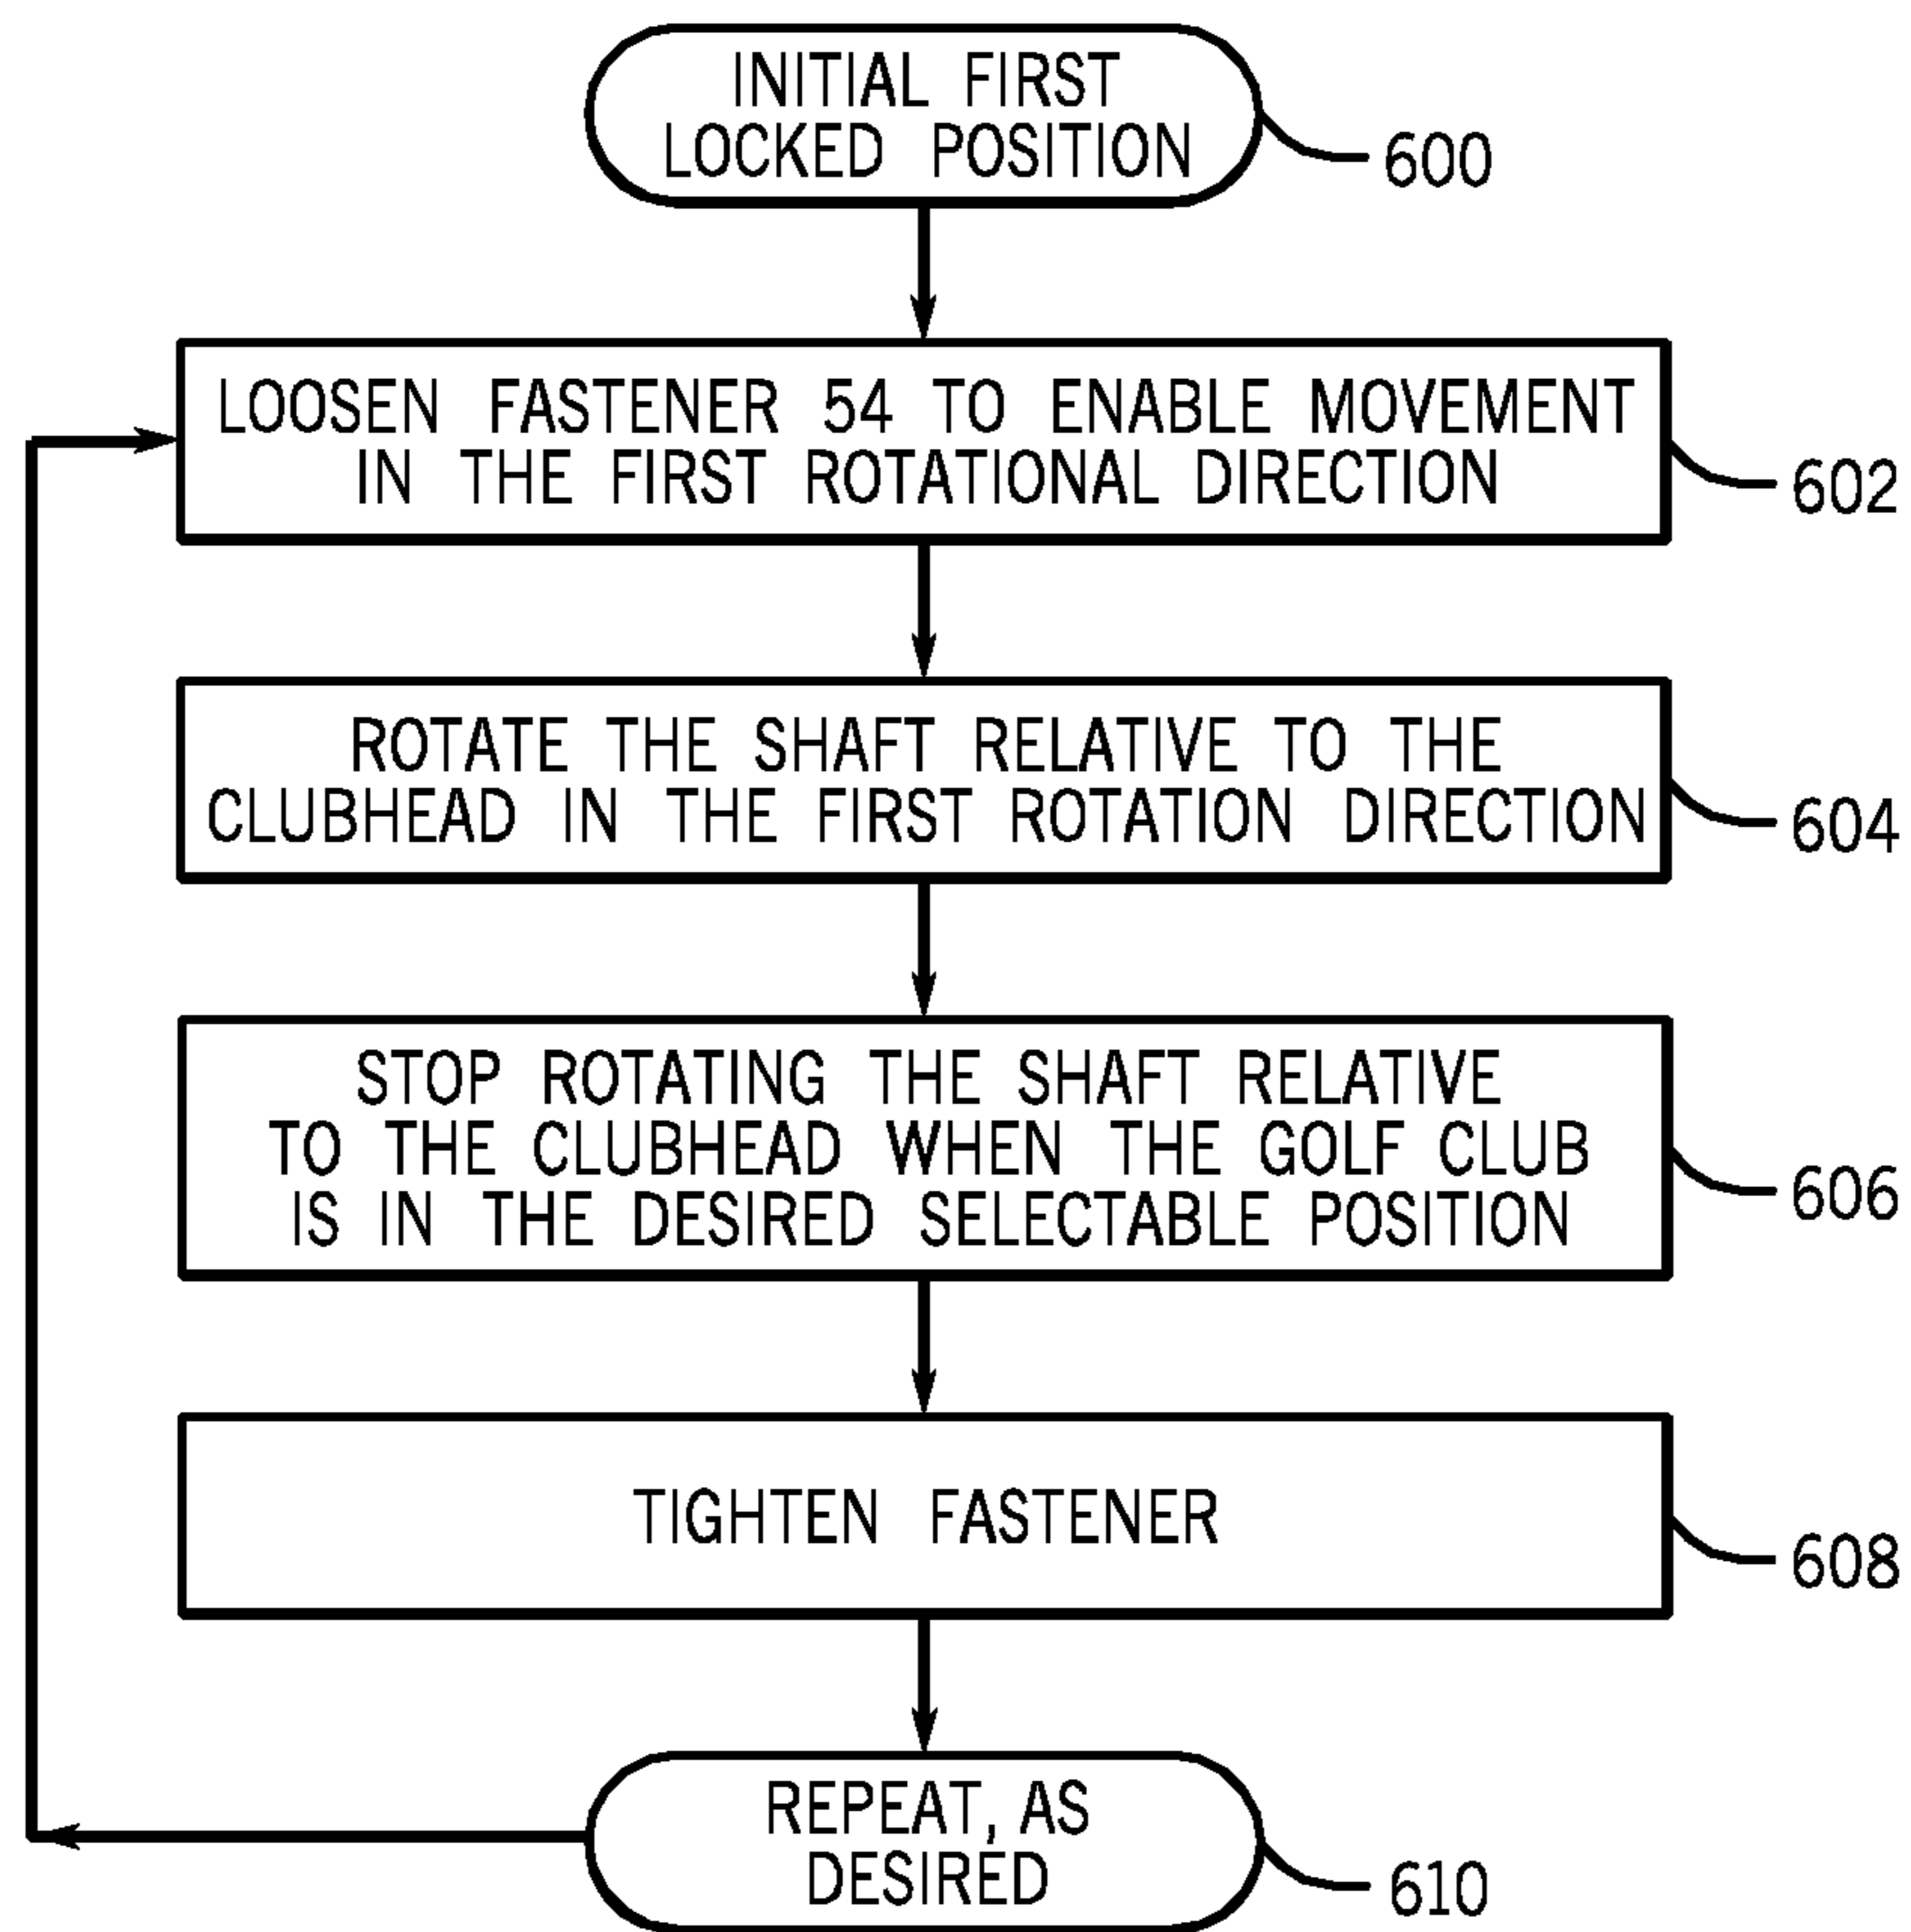 INITIAL FIRST
LOCKED POSITION
600
LOOSEN FASTENER 54 TO ENABLE MOVEMENT
IN THE FIRST ROTATIONAL DIRECTION
602
ROTATE THE SHAFT RELATIVE TO THE
CLUBHEAD IN THE FIRST ROTATION DIRECTION
604
STOP ROTATING THE SHAFT RELATIVE
TO THE CLUBHEAD WHEN THE GOLF CLUB
IS IN THE DESIRED SELECTABLE POSITION
606
TIGHTEN FASTENER
608
REPEAT, AS
DESIRED
610